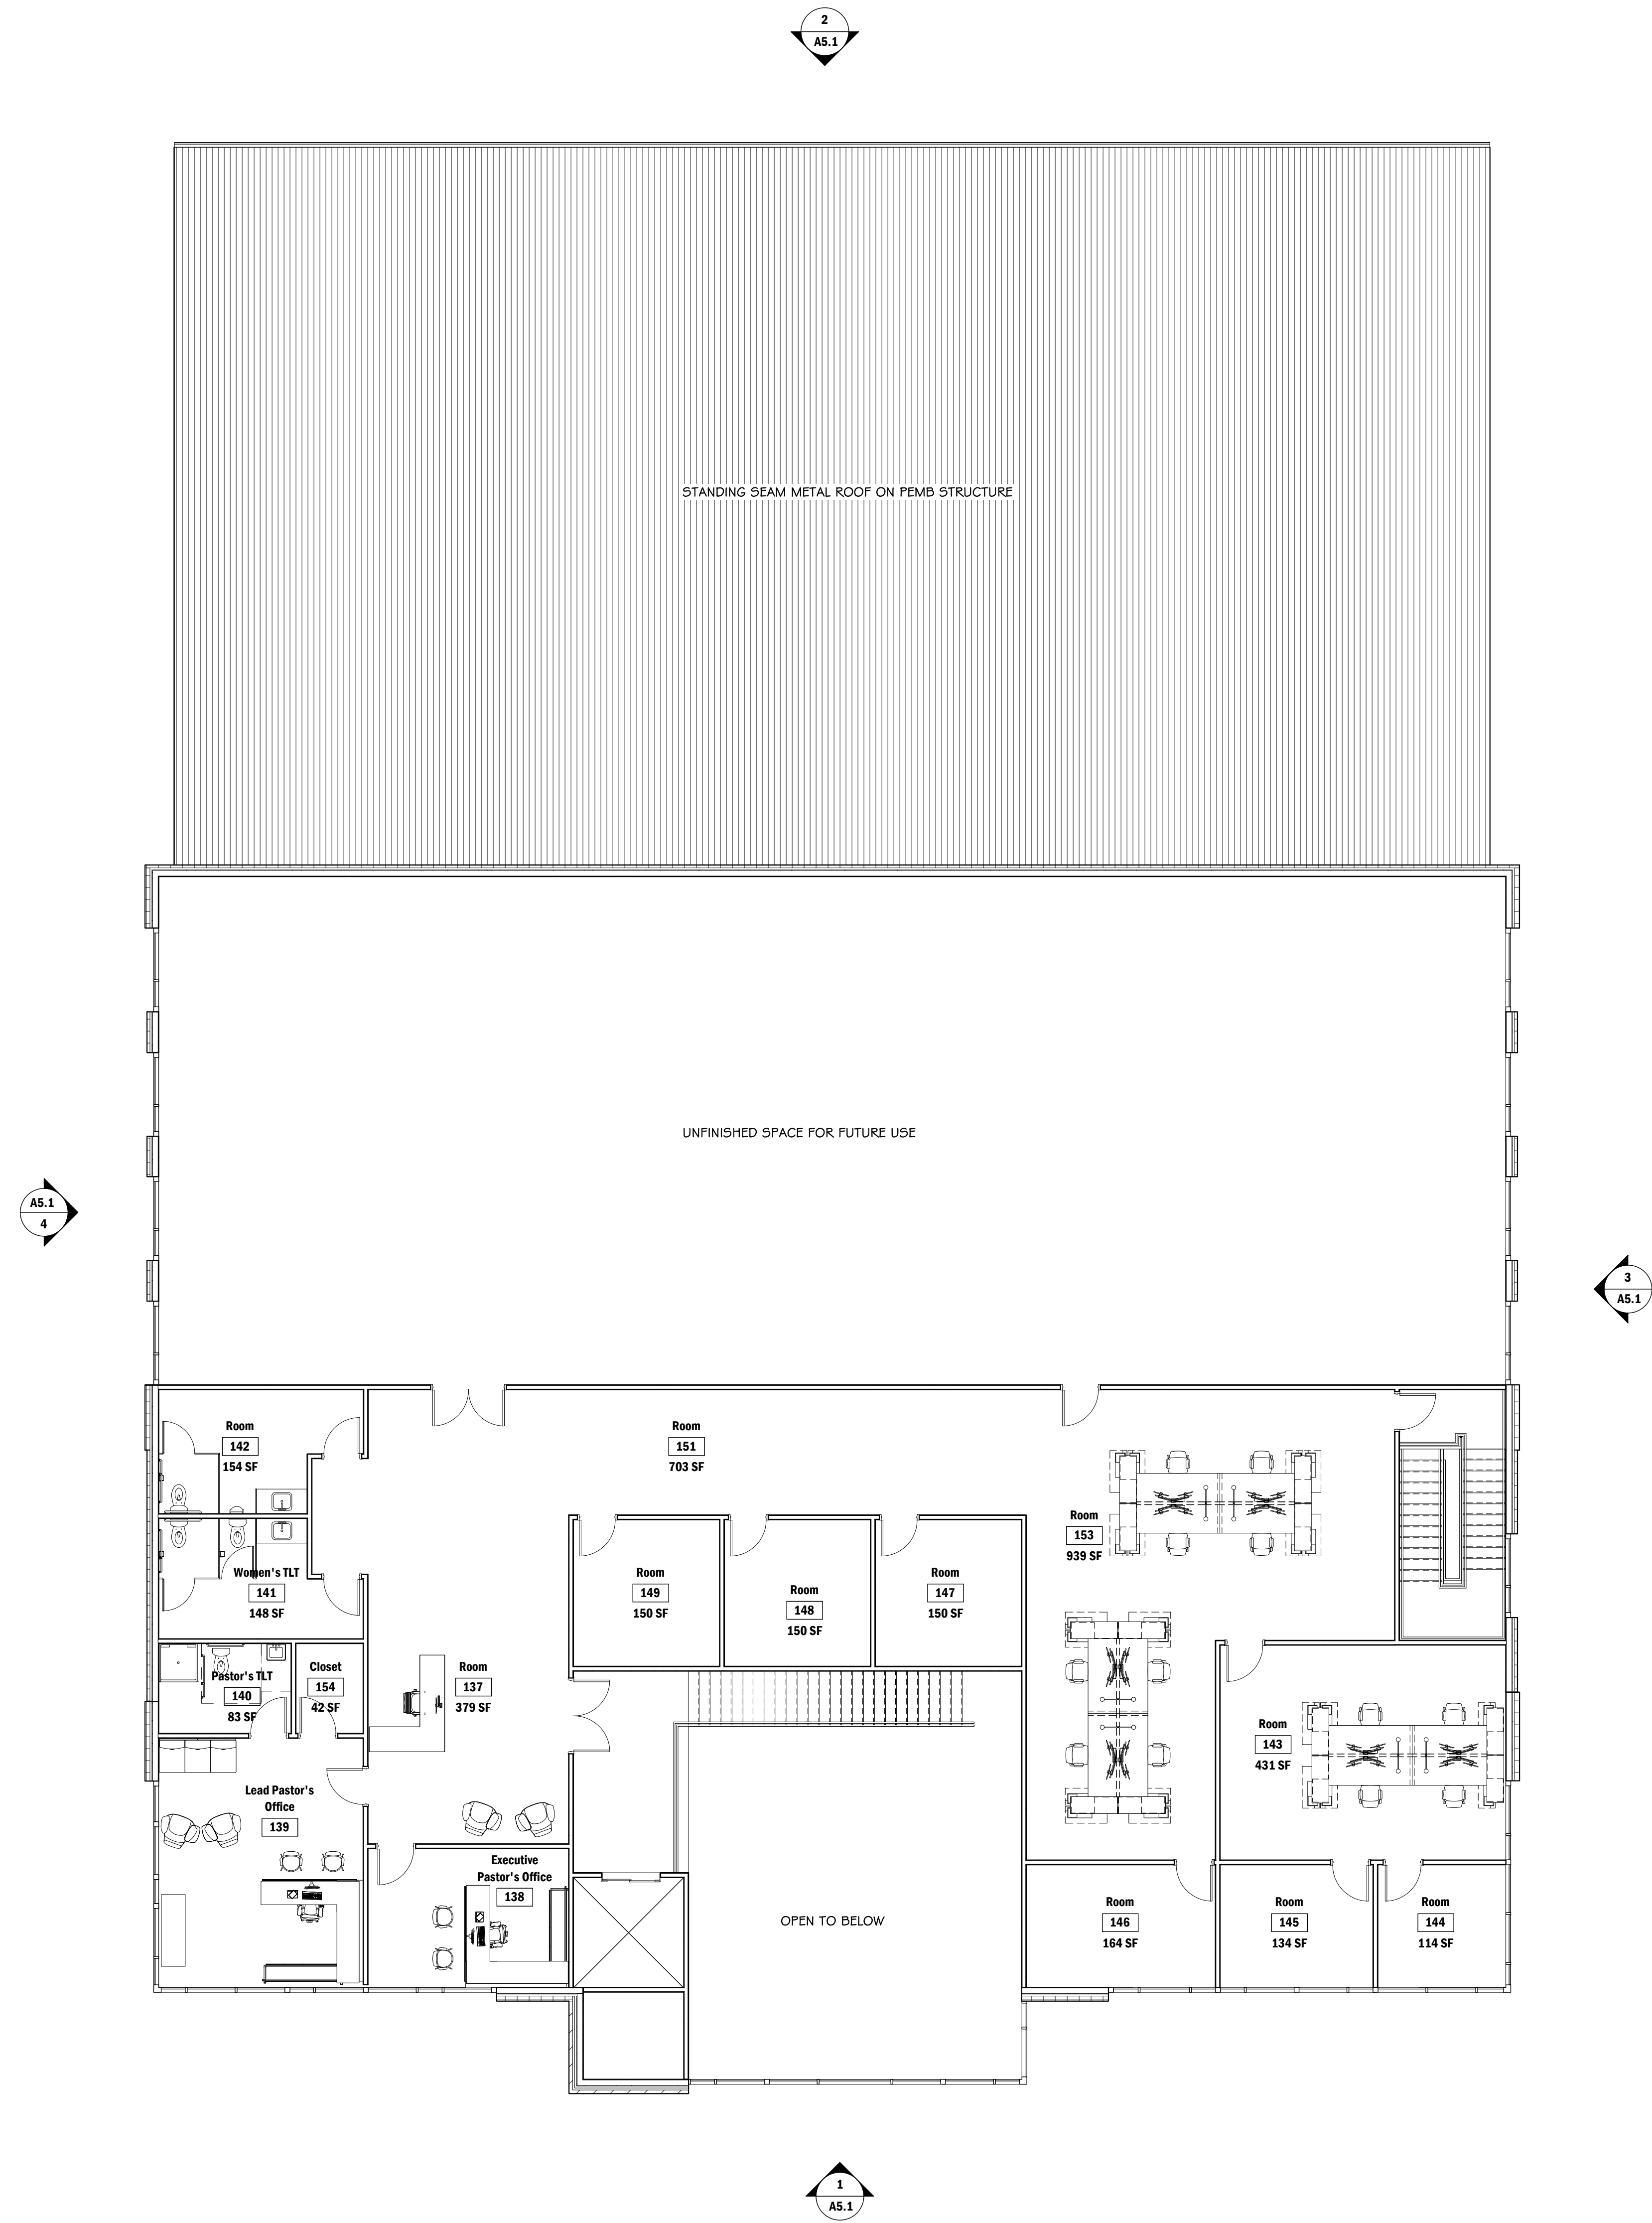 2
A5.1
STANDING SEAM METAL ROOF ON PEMB STRUCTURE
UNFINISHED SPACE FOR FUTURE USE
A5.1
4
3
A5.1
Room
142
154 SF
Room
151
703 SF
Room
153
939 SF
Women's TLT
141
148 SF
Room
149
150 SF
Room
148
150 SF
Room
147
150 SF
Pastor's TLT
140
83 SF
Closet
154
42 SF
Room
137
379 SF
Room
143
431 SF
Lead Pastor's
Office
139
Executive
Pastor's Office
138
OPEN TO BELOW
Room
146
164 SF
Room
145
134 SF
Room
144
114 SF
1
A5.1